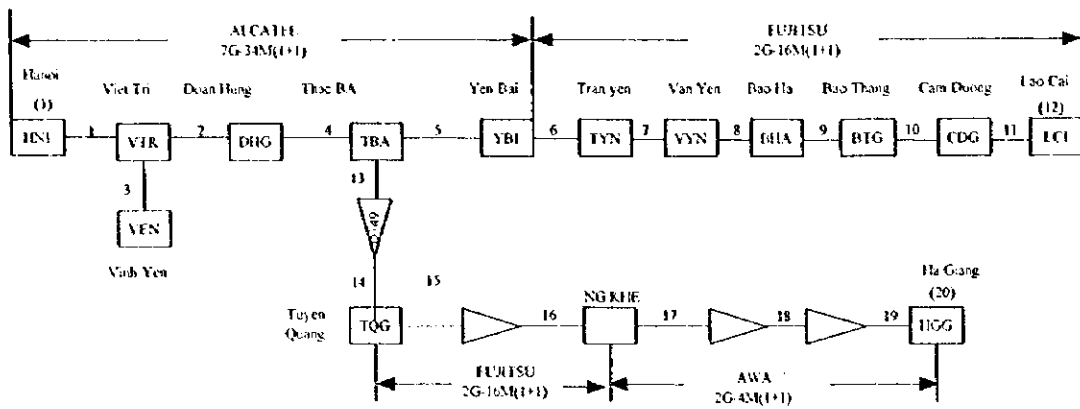 ALCATEL
7G-34M(1+1)
FUJITSU
2G-16M(1+1)
Hanoi
(1)
Viet Tri
Doan Hung
Thac BA
Yen Bai
Tran yen
Van Yen
Bao Ha
Bao Thang
Cam Duong
Lao Cai
(12)
HNI 1 VTR 2 DHG 4 TBA 5 YBI 6 TYN 7 VYN 8 BHA 9 BTG 10 CDG 11 LCI
3
13
VEN
Vinh Yen
14
15
Tuyen
Quang
TQG
16
NG KHE
17
18
19
Ha Giang
(20)
HGG
FUJITSU
2G-16M(1+1)
AWA
2G-4M(1+1)